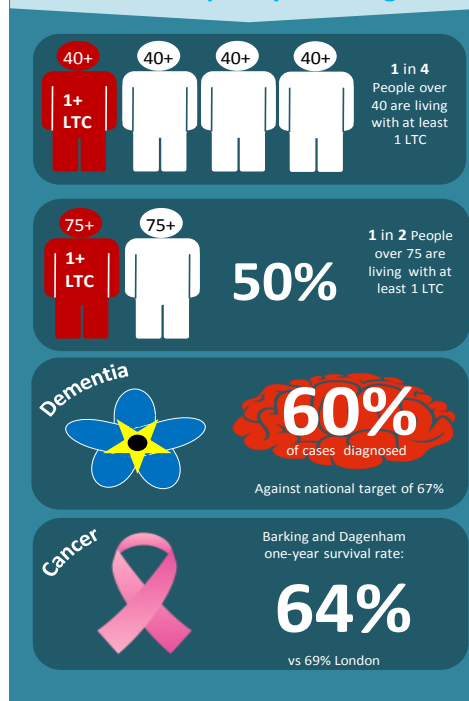 40+ 40+ 40+ 40+
1+
LTC
1 in 4
People over
40 are living
with at least
1 LTC
75+ 75+
1+
LTC
50%
1 in 2 People
over 75 are
living with at
least 1 LTC
Dementia
60%
of cases diagnosed
Against national target of 67%
Cancer
Barking and Dagenham
one-year survival rate:
64%
vs 69% London